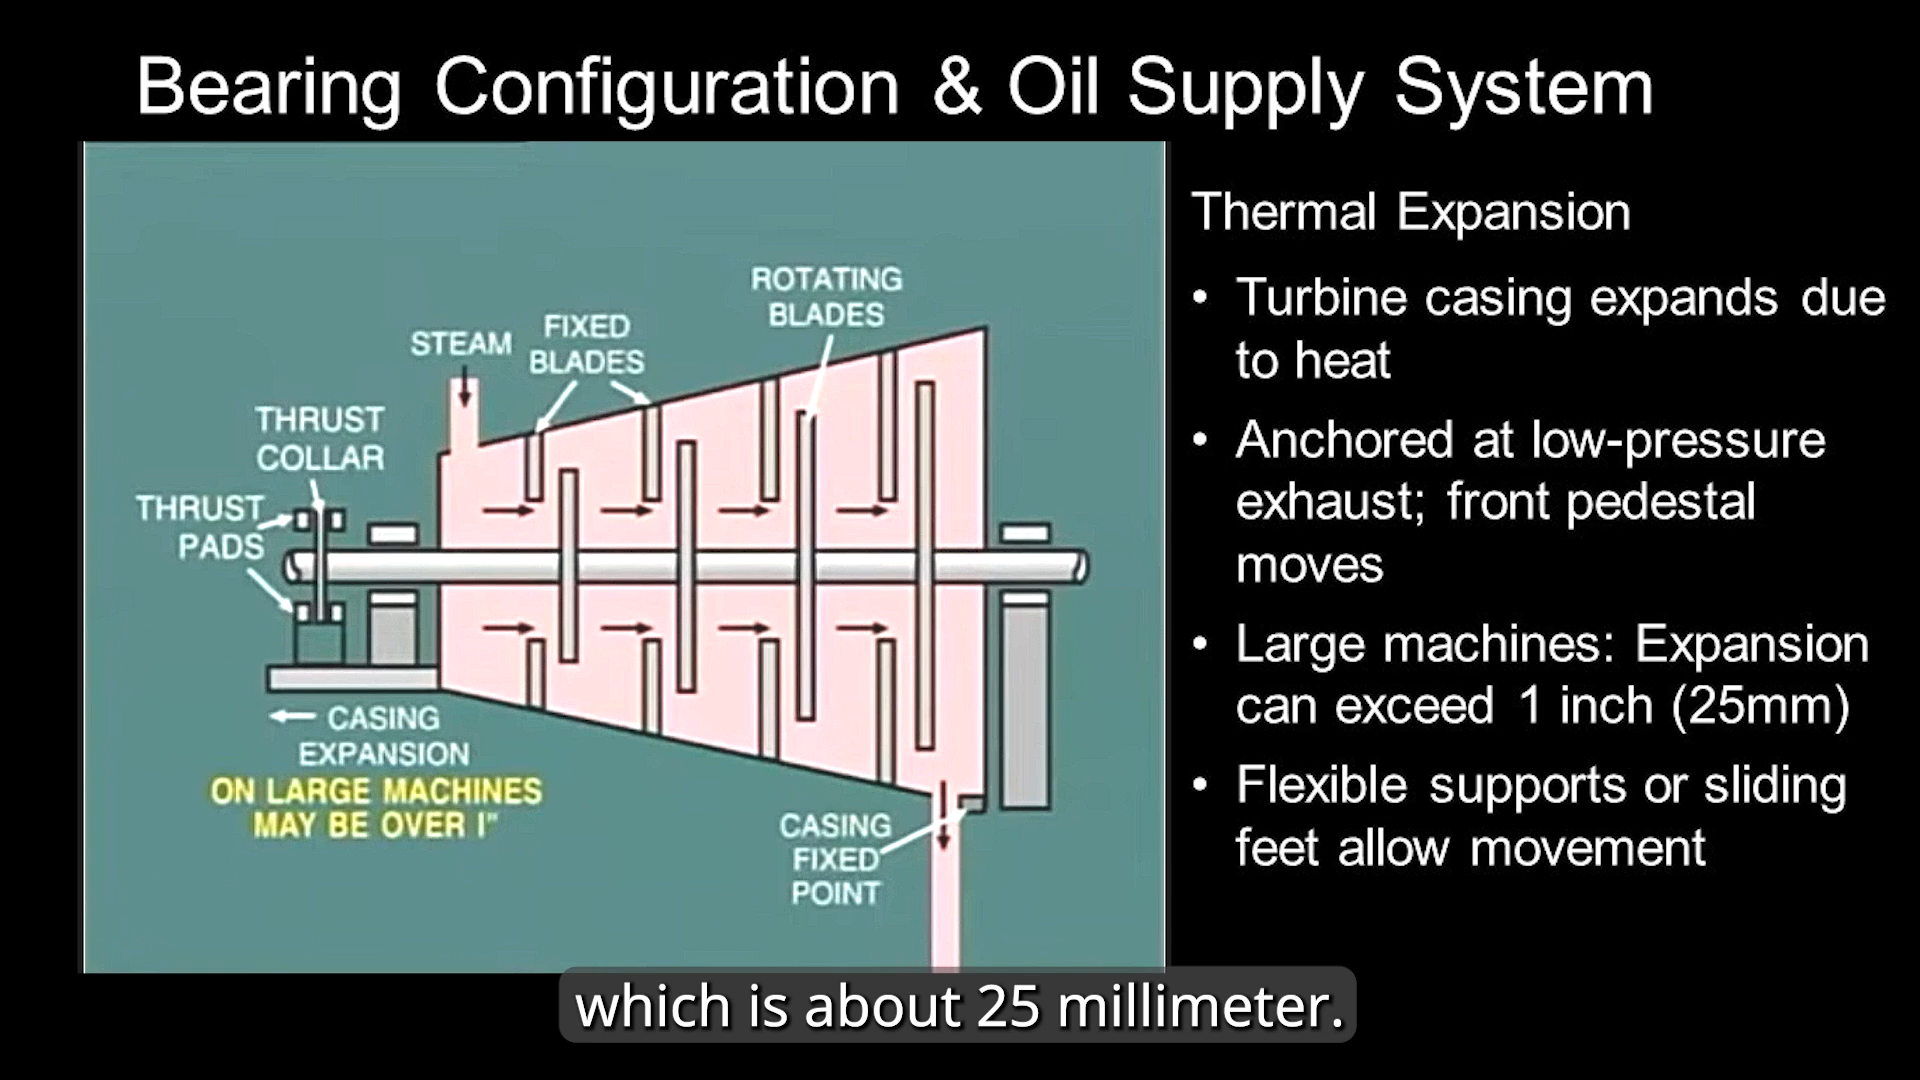 Bearing Configuration & Oil Supply System
ROTATING
BLADES
STEAM
FIXED
BLADES
THRUST
COLLAR
THRUST
PADS
CASING
EXPANSION
ON LARGE MACHINES
MAY BE OVER 1"
CASING
FIXED
POINT
Thermal Expansion
• Turbine casing expands due
to heat
• Anchored at low-pressure
exhaust; front pedestal
moves
• Large machines: Expansion
can exceed 1 inch (25mm)
• Flexible supports or sliding
feet allow movement
which is about 25 millimeter.